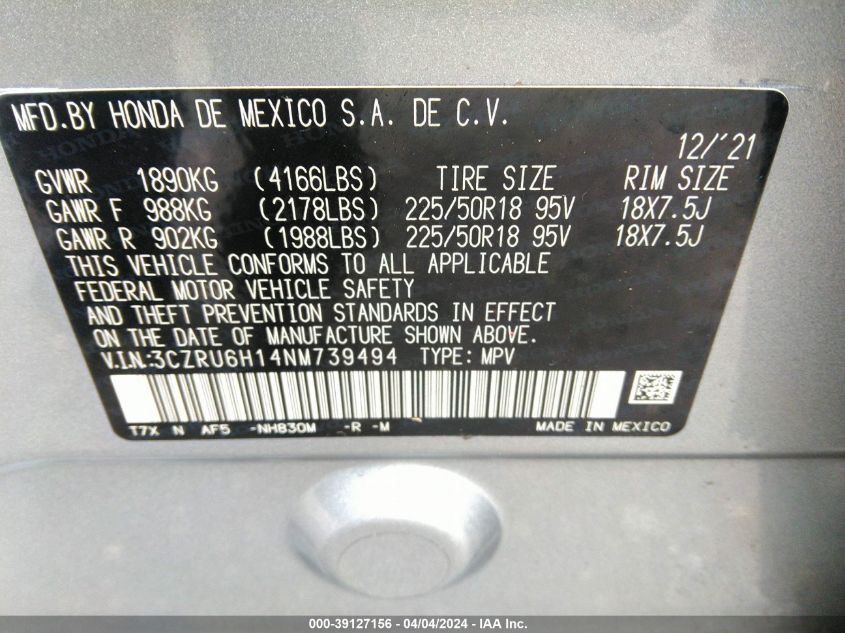 MFD.BY HONDA DE MEXICO S.A. DE C.V.
12/'21
GVWR 1890KG (4166LBS) TIRE SIZE RIM SIZE
GAWR F 988KG (2178LBS) 225/50R18 95V 18X7.5J
GAWR R 902KG (1988LBS) 225/50R18 95V 18X7.5J
THIS VEHICLE CONFORMS TO ALL APPLICABLE
FEDERAL MOTOR VEHICLE SAFETY
AND THEFT PREVENTION STANDARDS IN EFFECT
ON THE DATE OF MANUFACTURE SHOWN ABOVE.
V.I.N.:3CZRU6H14NM739494 TYPE: MPV
T7X N AF5 -NH830M -R -M MADE IN MEXICO
000-39127156 - 04/04/2024 - IAA Inc.